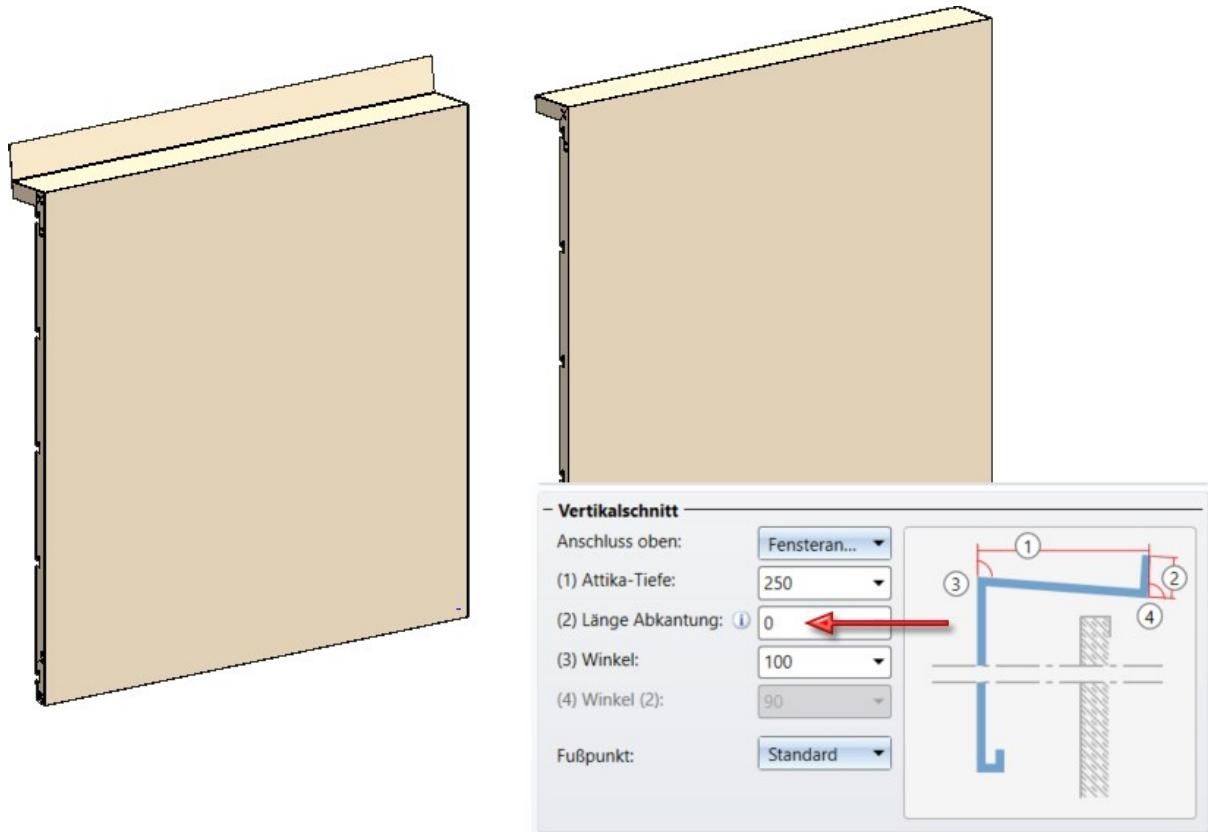 Vertikalschnitt
Anschluss oben: Fensteran...
(1) Attika-Tiefe: 250
(2) Länge Abkantung: i 0
(3) Winkel: 100
(4) Winkel (2): 90
Fußpunkt: Standard
1
2
3
4